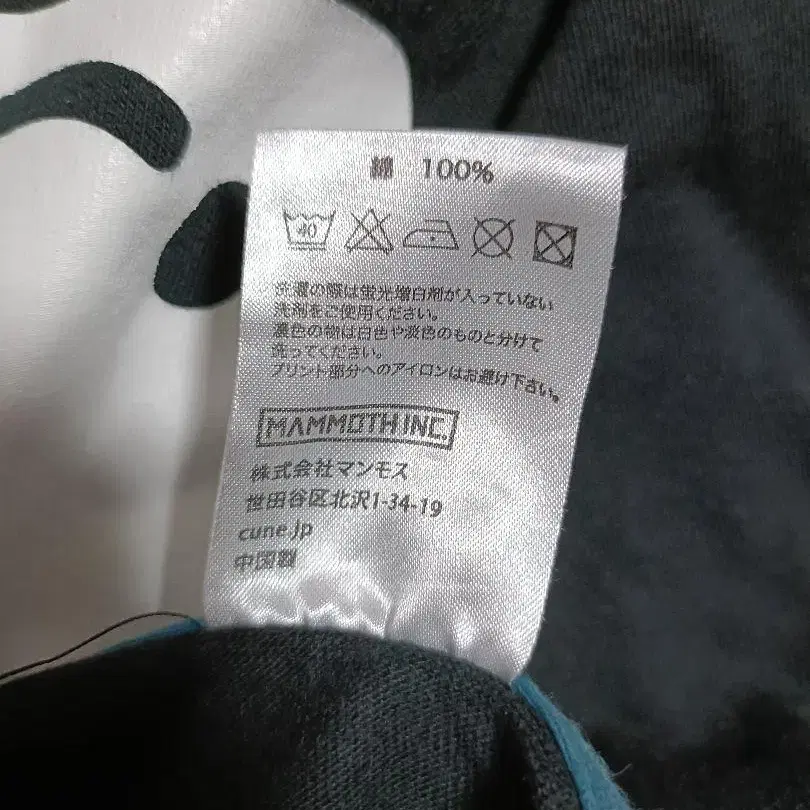 綿 100%
40
洗濯の際は蛍光増白剤が入っていない
洗剤をご使用ください。
濃色の物は白色や淡色のものと分けて
洗ってください。
プリント部分へのアイロンはお避け下さい。
MAMMOTH INC.
株式会社マンモス
世田谷区北沢1-34-19
cune.jp
中国製